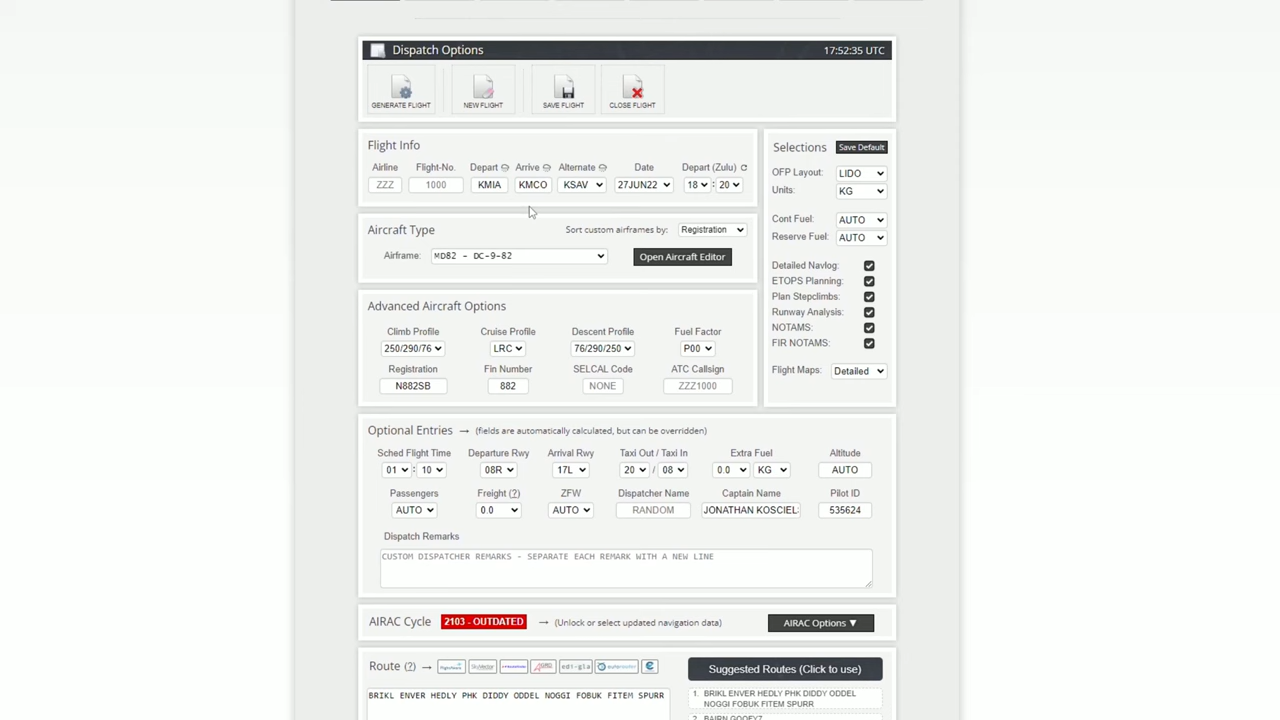 Dispatch Options 17:52:35 UTC
GENERATE FLIGHT NEW FLIGHT SAVE FLIGHT CLOSE FLIGHT
Flight Info
Airline Flight-No. Depart Arrive Alternate Date Depart (Zulu)
ZZZ 1000 KMIA KMCO KSAV 27JUN22 18 : 20
Aircraft Type Sort custom airframes by: Registration
Airframe: MD82 - DC-9-82 Open Aircraft Editor
Advanced Aircraft Options
Climb Profile Cruise Profile Descent Profile Fuel Factor
250/290/76 LRC 76/290/250 P00
Registration Fin Number SELCAL Code ATC Callsign
N882SB 882 NONE ZZZ1000
Selections Save Default
OFP Layout: LIDO
Units: KG
Cont Fuel: AUTO
Reserve Fuel: AUTO
Detailed Navlog:
ETOPS Planning:
Plan Stepclimbs:
Runway Analysis:
NOTAMS:
FIR NOTAMS:
Flight Maps: Detailed
Optional Entries → (fields are automatically calculated, but can be overridden)
Sched Flight Time Departure Rwy Arrival Rwy Taxi Out / Taxi In Extra Fuel Altitude
01 : 10 08R 17L 20 / 08 0.0 KG AUTO
Passengers Freight (?) ZFW Dispatcher Name Captain Name Pilot ID
AUTO 0.0 AUTO RANDOM JONATHAN KOSCIEL 535624
Dispatch Remarks
CUSTOM DISPATCHER REMARKS - SEPARATE EACH REMARK WITH A NEW LINE
AIRAC Cycle 2103 - OUTDATED → (Unlock or select updated navigation data) AIRAC Options ▼
Route (?) →
BRIKL ENVER HEDLY PHK DIDDY ODDEL NOGGI FOBUK FITEM SPURR
Suggested Routes (Click to use)
1. BRIKL ENVER HEDLY PHK DIDDY ODDEL
NOGGI FOBUK FITEM SPURR